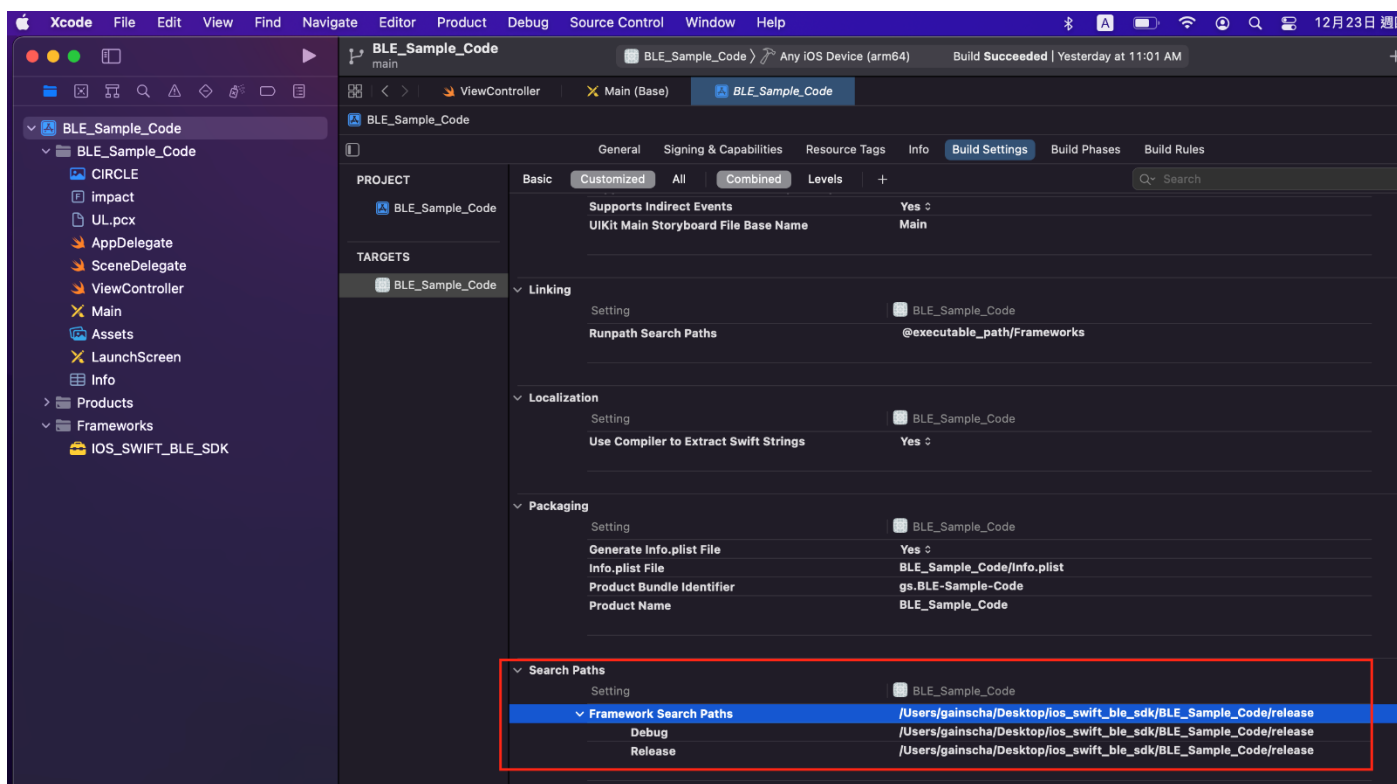 Xcode File Edit View Find Navigate Editor Product Debug Source Control Window Help A 12月23日 週
BLE_Sample_Code
main
BLE_Sample_Code 〉 Any iOS Device (arm64) Build Succeeded | Yesterday at 11:01 AM
ViewController Main (Base) BLE_Sample_Code
BLE_Sample_Code
General Signing & Capabilities Resource Tags Info Build Settings Build Phases Build Rules
Basic Customized All Combined Levels + Search
BLE_Sample_Code
BLE_Sample_Code
CIRCLE
impact
UL.pcx
AppDelegate
SceneDelegate
ViewController
Main
Assets
LaunchScreen
Info
Products
Frameworks
IOS_SWIFT_BLE_SDK
PROJECT
BLE_Sample_Code
TARGETS
BLE_Sample_Code
Supports Indirect Events Yes
UIKit Main Storyboard File Base Name Main
Linking
Setting BLE_Sample_Code
Runpath Search Paths @executable_path/Frameworks
Localization
Setting BLE_Sample_Code
Use Compiler to Extract Swift Strings Yes
Packaging
Setting BLE_Sample_Code
Generate Info.plist File Yes
Info.plist File BLE_Sample_Code/Info.plist
Product Bundle Identifier gs.BLE-Sample-Code
Product Name BLE_Sample_Code
Search Paths
Setting BLE_Sample_Code
Framework Search Paths /Users/gainscha/Desktop/ios_swift_ble_sdk/BLE_Sample_Code/release
Debug /Users/gainscha/Desktop/ios_swift_ble_sdk/BLE_Sample_Code/release
Release /Users/gainscha/Desktop/ios_swift_ble_sdk/BLE_Sample_Code/release